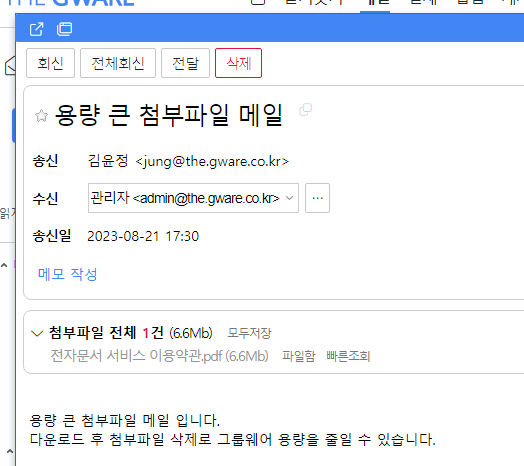 THE GWARE
회신 전체회신 전달 삭제
용량 큰 첨부파일 메일
송신 김윤정 <jung@the.gware.co.kr>
수신 관리자 <admin@the.gware.co.kr> ...
송신일 2023-08-21 17:30
메모 작성
첨부파일 전체 1건 (6.6Mb) 모두저장
전자문서 서비스 이용약관.pdf (6.6Mb) 파일함 빠른조회
용량 큰 첨부파일 메일 입니다.
다운로드 후 첨부파일 삭제로 그룹웨어 용량을 줄일 수 있습니다.